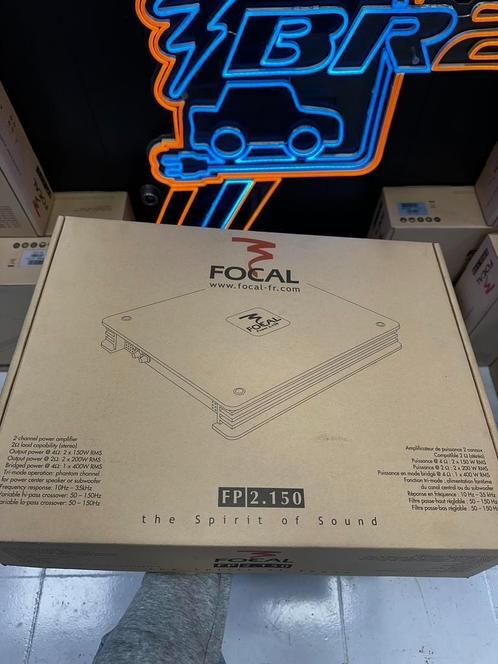 BR
FOCAL
www.focal-fr.com
FOCAL
2-channel power amplifier
2Ω load capability (stereo)
Output power @ 4Ω: 2 x 150W RMS
Output power @ 2Ω: 2 x 200W RMS
Bridged power @ 4Ω: 1 x 400W RMS
Tri-mode operation: phantom channel
for power center speaker or subwoofer
Frequency response: 10Hz – 35kHz
Variable hi-pass crossover: 50 – 150Hz
Variable lo-pass crossover: 50 – 150Hz
Amplificateur de puissance 2 canaux
Compatible 2 Ω (stéréo)
Puissance @ 4 Ω : 2 x 150 W RMS
Puissance @ 2 Ω : 2 x 200 W RMS
Puissance en mode bridgé @ 4 Ω : 1 x 400 W RMS
Fonction tri-mode : alimentation fantôme
du canal central ou du subwoofer
Réponse en fréquence : 10 Hz – 35 kHz
Filtre passe-haut réglable : 50 – 150 Hz
Filtre passe-bas réglable : 50 – 150 Hz
FP 2.150
the Spirit of Sound
FOCAL
FP 2.150